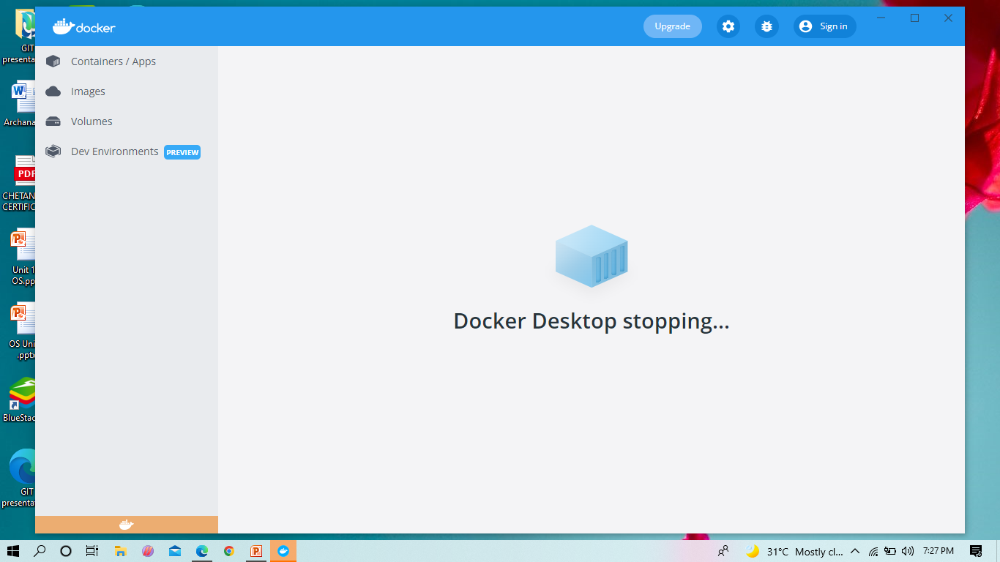 docker
Upgrade
Sign in
Containers / Apps
Images
Volumes
Dev Environments PREVIEW
Docker Desktop stopping...
GIT
presenta
W
Archana
PDF
CHETAN
CERTIFIC
P
Unit 1
OS.pp
P
OS Uni
.pptx
BlueStac
GIT
presenta
P
31°C Mostly cl...
7:27 PM